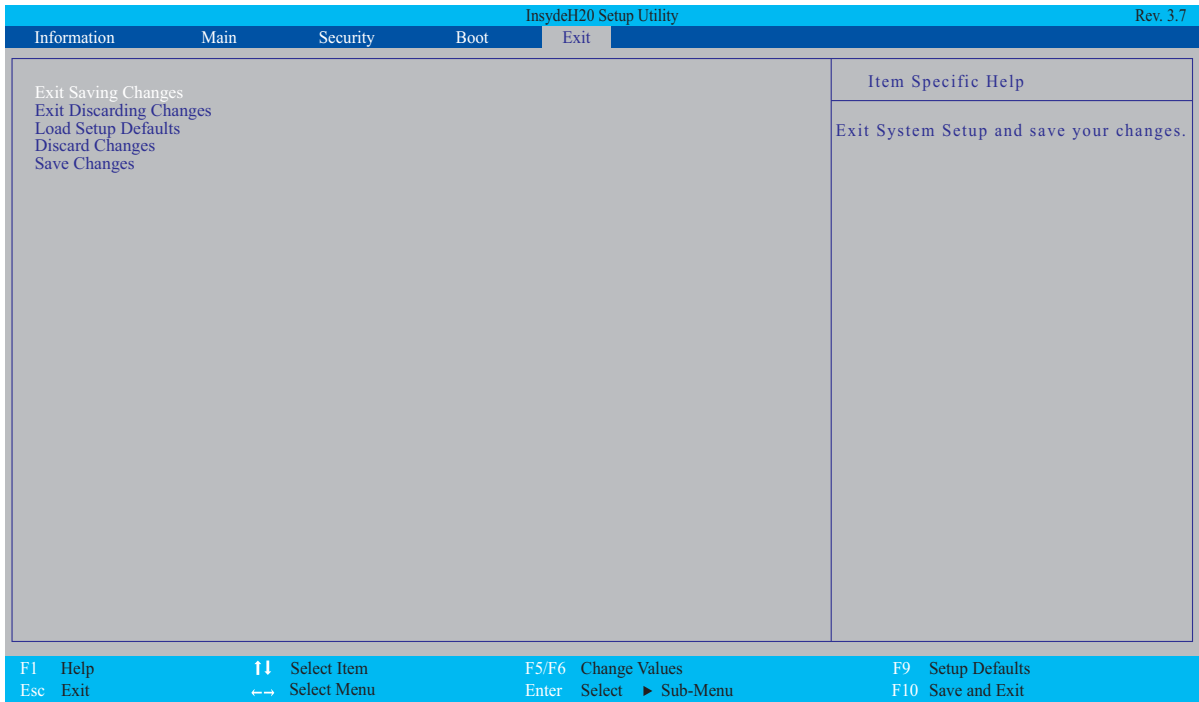 InsydeH20 Setup Utility Rev. 3.7
Information Main Security Boot Exit
Exit Saving Changes
Exit Discarding Changes
Load Setup Defaults
Discard Changes
Save Changes
Item Specific Help
Exit System Setup and save your changes.
F1 Help ↑↓ Select Item F5/F6 Change Values F9 Setup Defaults
Esc Exit ←→ Select Menu Enter Select ► Sub-Menu F10 Save and Exit